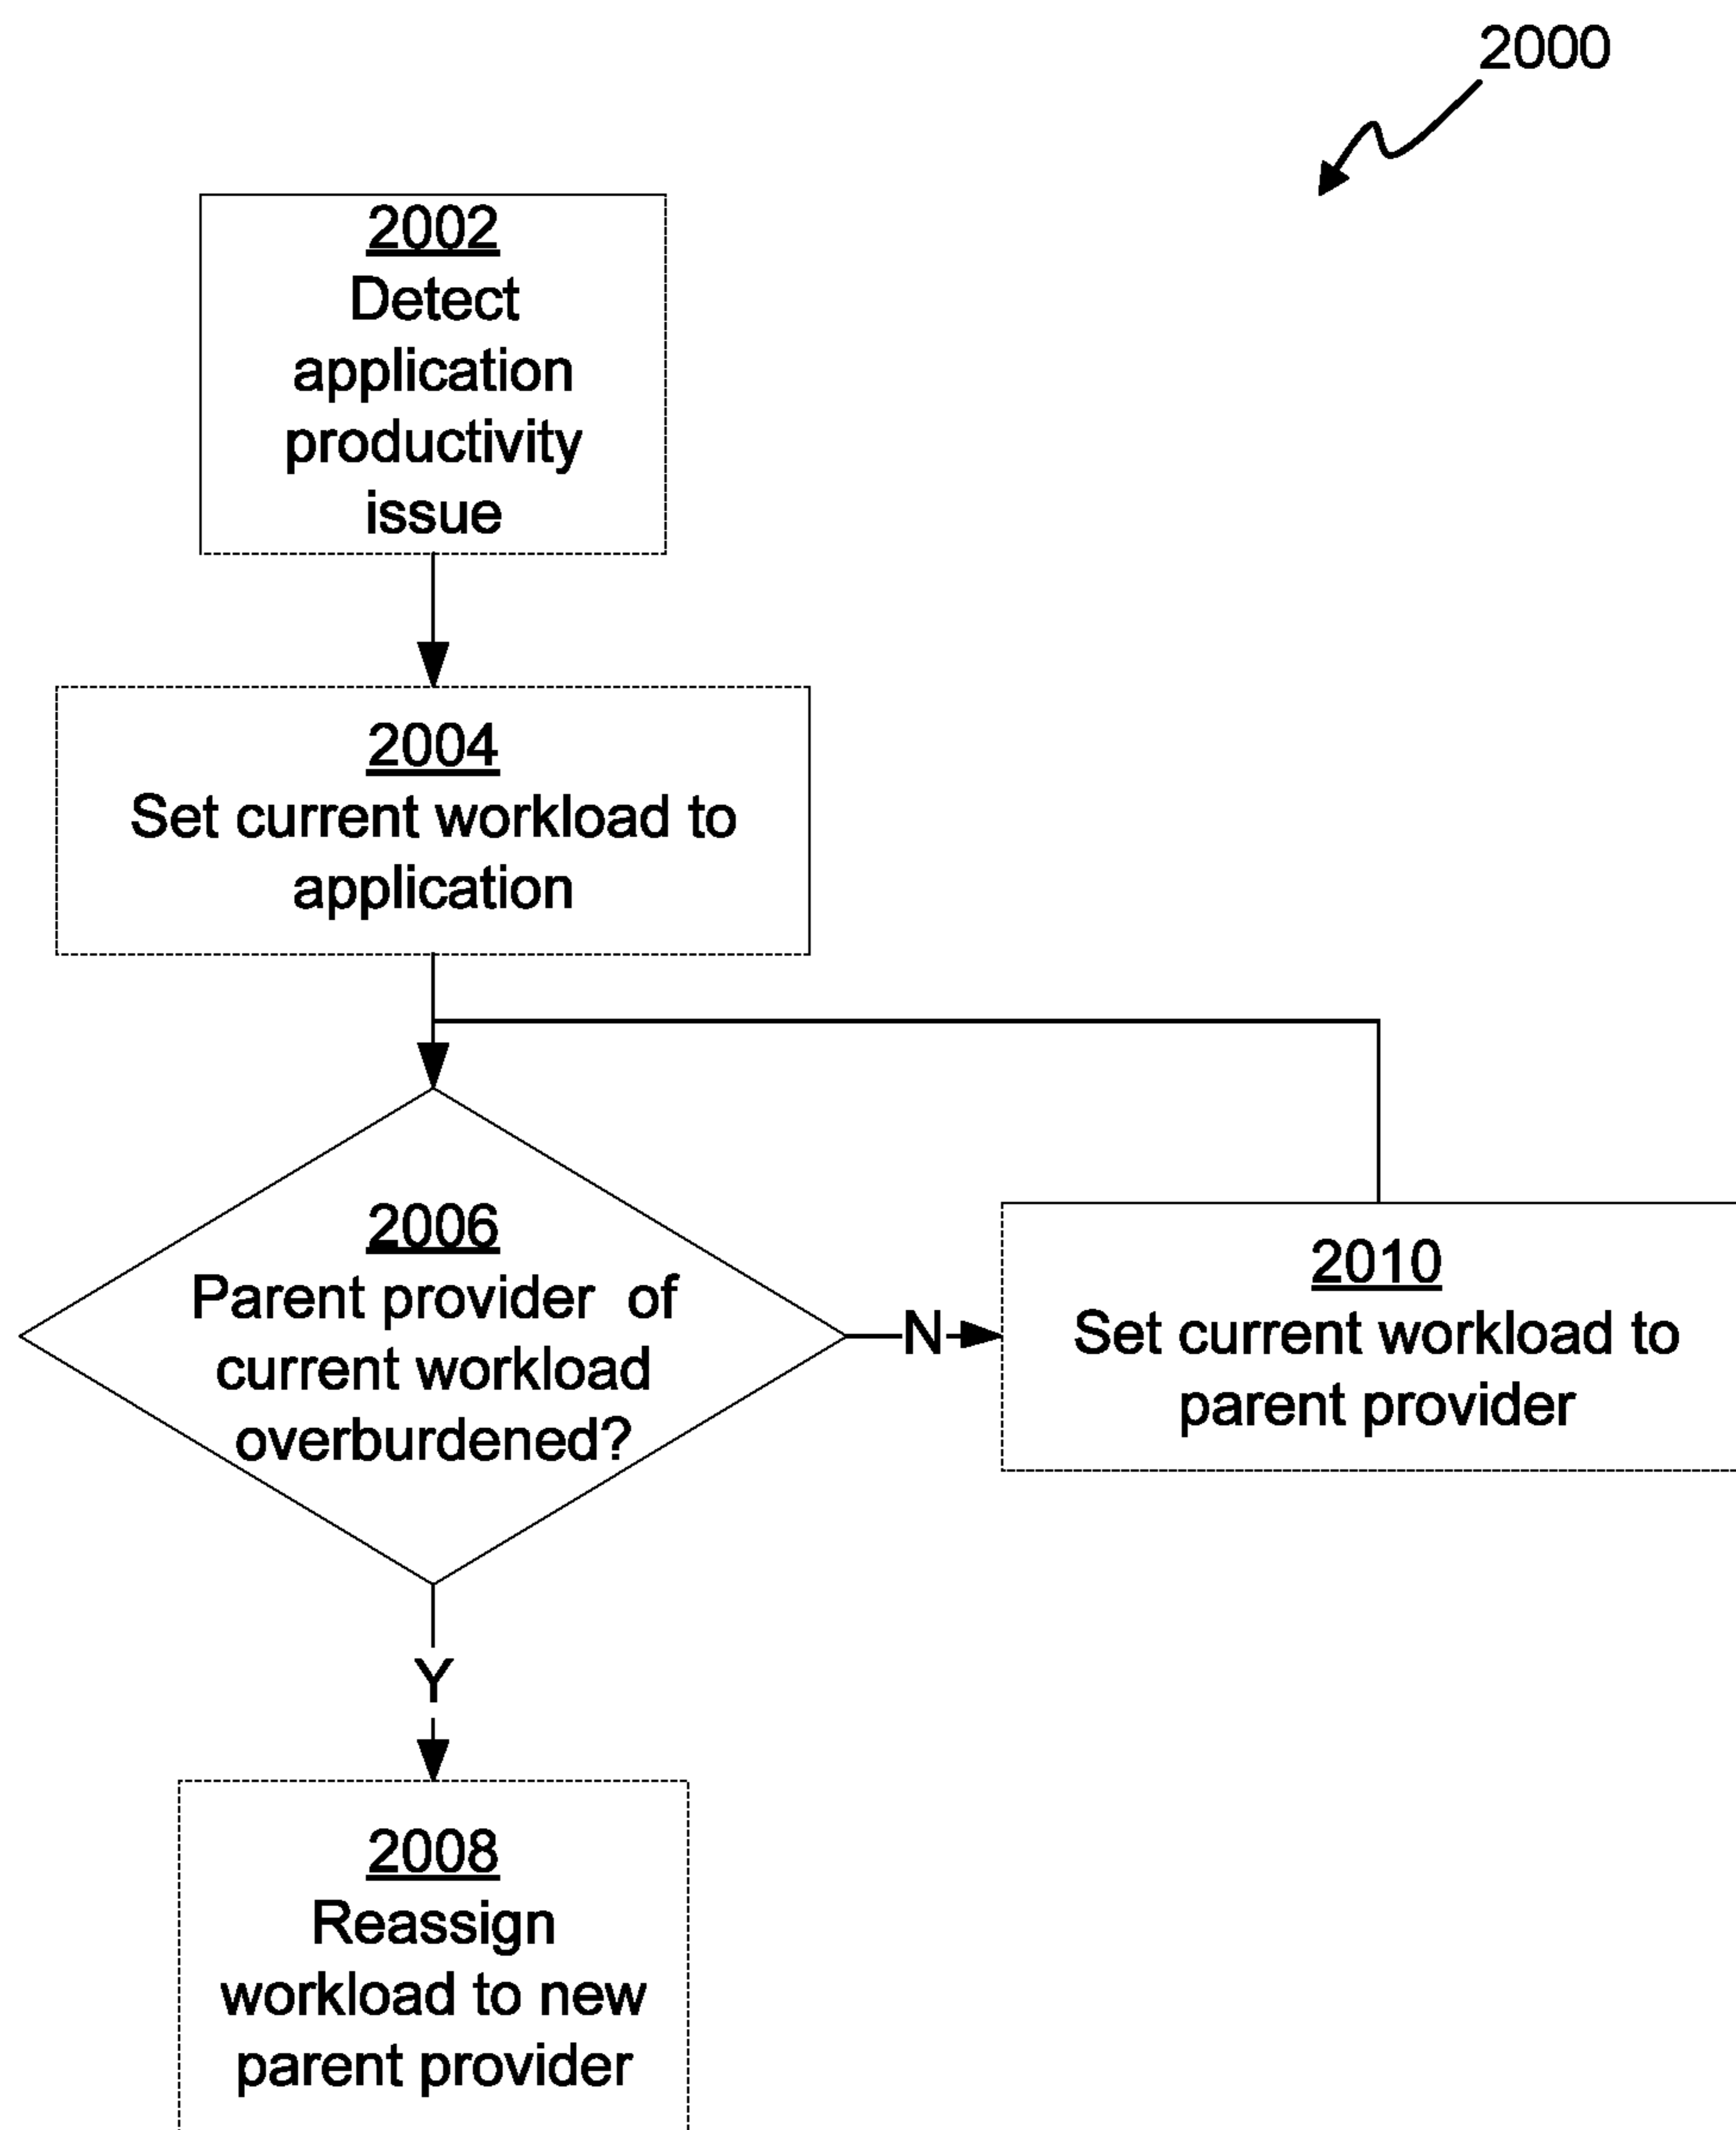 2000
2002
Detect
application
productivity
issue
2004
Set current workload to
application
2006
Parent provider of
current workload
overburdened?
N
2010
Set current workload to
parent provider
Y
2008
Reassign
workload to new
parent provider